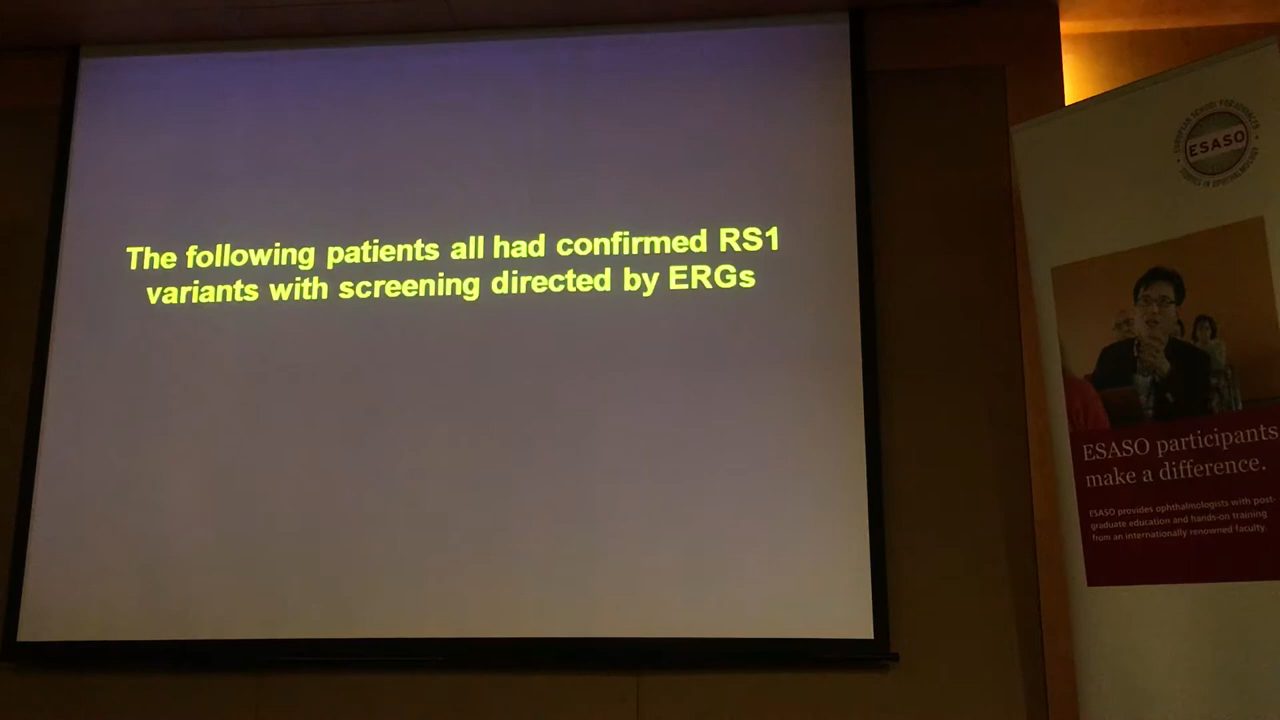 The following patients all had confirmed RS1
variants with screening directed by ERGs
ESASO
ESASO participants
make a difference.
ESASO provides ophthalmologists with post-
graduate education and hands-on training
from an internationally renowned faculty.